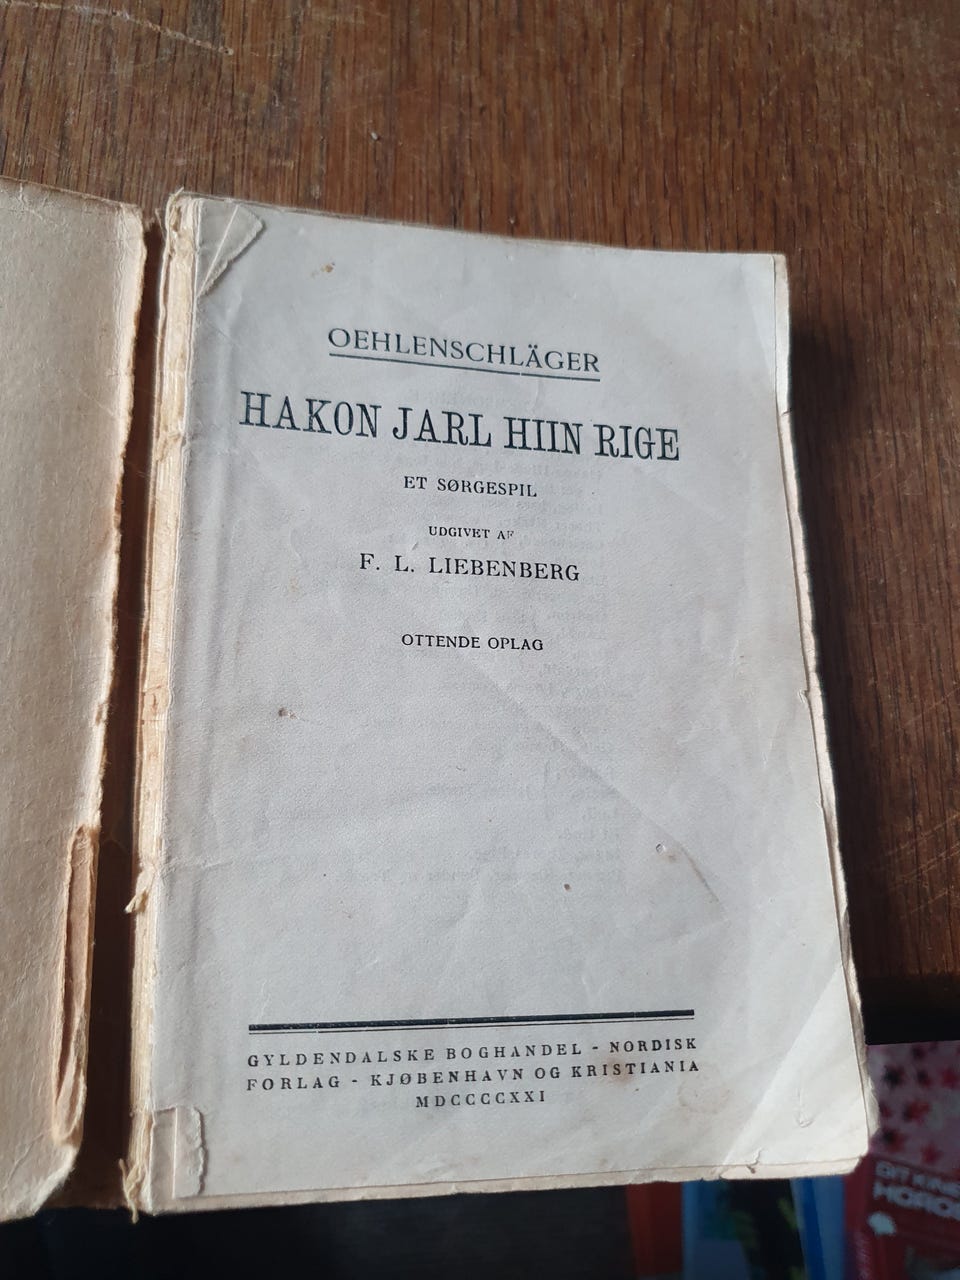 OEHLENSCHLÄGER
HAKON JARL HIIN RIGE
ET SØRGESPIL
UDGIVET AF
F. L. LIEBENBERG
OTTENDE OPLAG
GYLDENDALSKE BOGHANDEL - NORDISK
FORLAG - KJØBENHAVN OG KRISTIANIA
MDCCCCXXI